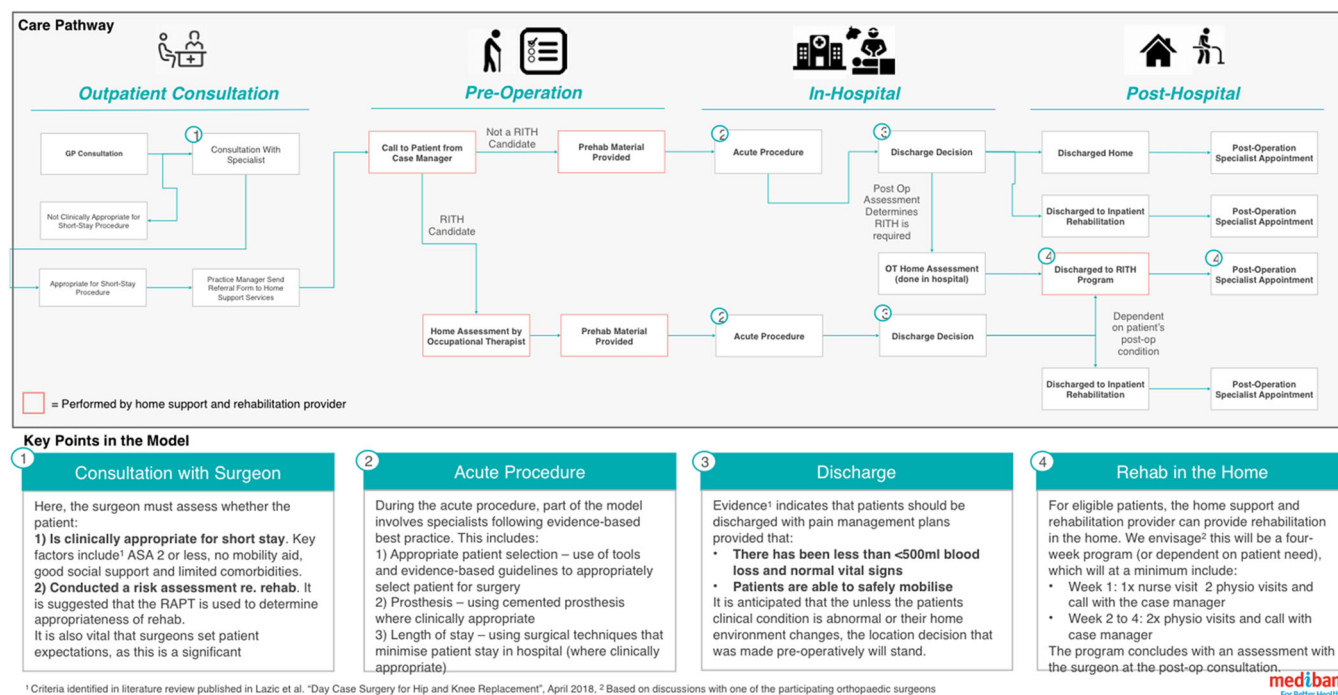 Care Pathway
Outpatient Consultation
Pre-Operation
In-Hospital
Post-Hospital
1
GP Consultation
Consultation With
Specialist
Not Clinically Appropriate for
Short-Stay Procedure
Appropriate for Short-Stay
Procedure
Practice Manager Send
Referral Form to Home
Support Services
Call to Patient from
Case Manager
Not a RITH
Candidate
Prehab Material
Provided
RITH
Candidate
Home Assessment by
Occupational Therapist
Prehab Material
Provided
2
Acute Procedure
3
Discharge Decision
Post Op
Assessment
Determines
RITH is
required
OT Home Assessment
(done in hospital)
2
Acute Procedure
3
Discharge Decision
Discharged Home
Post-Operation
Specialist Appointment
Discharged to Inpatient
Rehabilitation
Post-Operation
Specialist Appointment
4
Discharged to RITH
Program
4
Post-Operation
Specialist Appointment
Dependent
on patient's
post-op
condition
Discharged to Inpatient
Rehabilitation
Post-Operation
Specialist Appointment
= Performed by home support and rehabilitation provider
Key Points in the Model
1
Consultation with Surgeon
Here, the surgeon must assess whether the
patient:
1) Is clinically appropriate for short stay. Key
factors include¹ ASA 2 or less, no mobility aid,
good social support and limited comorbidities.
2) Conducted a risk assessment re. rehab. It
is suggested that the RAPT is used to determine
appropriateness of rehab.
It is also vital that surgeons set patient
expectations, as this is a significant
2
Acute Procedure
During the acute procedure, part of the model
involves specialists following evidence-based
best practice. This includes:
1) Appropriate patient selection – use of tools
and evidence-based guidelines to appropriately
select patient for surgery
2) Prosthesis – using cemented prosthesis
where clinically appropriate
3) Length of stay – using surgical techniques that
minimise patient stay in hospital (where clinically
appropriate)
3
Discharge
Evidence¹ indicates that patients should be
discharged with pain management plans
provided that:
• There has been less than <500ml blood
loss and normal vital signs
• Patients are able to safely mobilise
It is anticipated that the unless the patients
clinical condition is abnormal or their home
environment changes, the location decision that
was made pre-operatively will stand.
4
Rehab in the Home
For eligible patients, the home support and
rehabilitation provider can provide rehabilitation
in the home. We envisage² this will be a four-
week program (or dependent on patient need),
which will at a minimum include:
• Week 1: 1x nurse visit 2 physio visits and
call with the case manager
• Week 2 to 4: 2x physio visits and call with
case manager
The program concludes with an assessment with
the surgeon at the post-op consultation.
¹ Criteria identified in literature review published in Lazic et al. "Day Case Surgery for Hip and Knee Replacement", April 2018, ² Based on discussions with one of the participating orthopaedic surgeons
mediban
For Better Healt